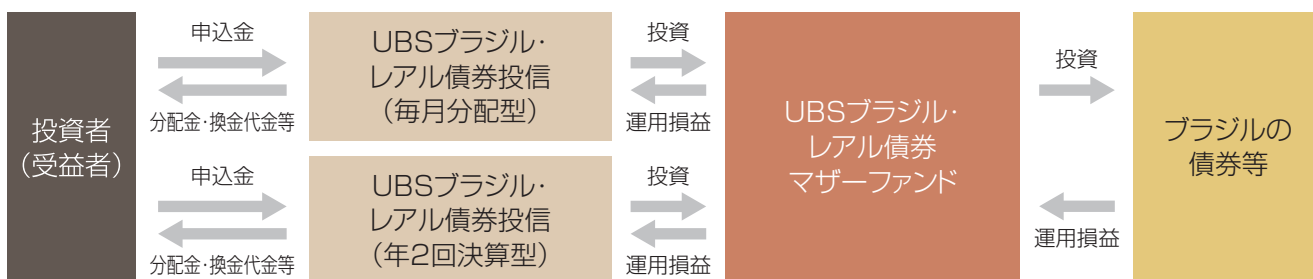 投資者
（受益者）
申込金
分配金・換金代金等
UBSブラジル・
レアル債券投信
（毎月分配型）
投資
運用損益
申込金
分配金・換金代金等
UBSブラジル・
レアル債券投信
（年2回決算型）
投資
運用損益
UBSブラジル・
レアル債券
マザーファンド
投資
運用損益
ブラジルの
債券等